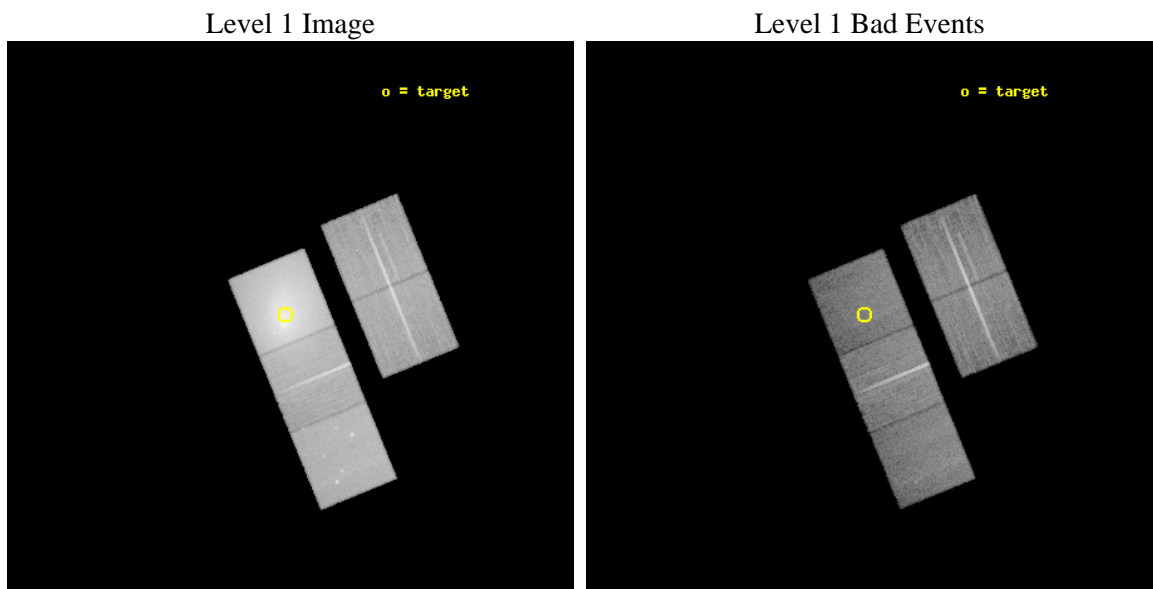 Level 1 Image
Level 1 Bad Events
o = target
o = target